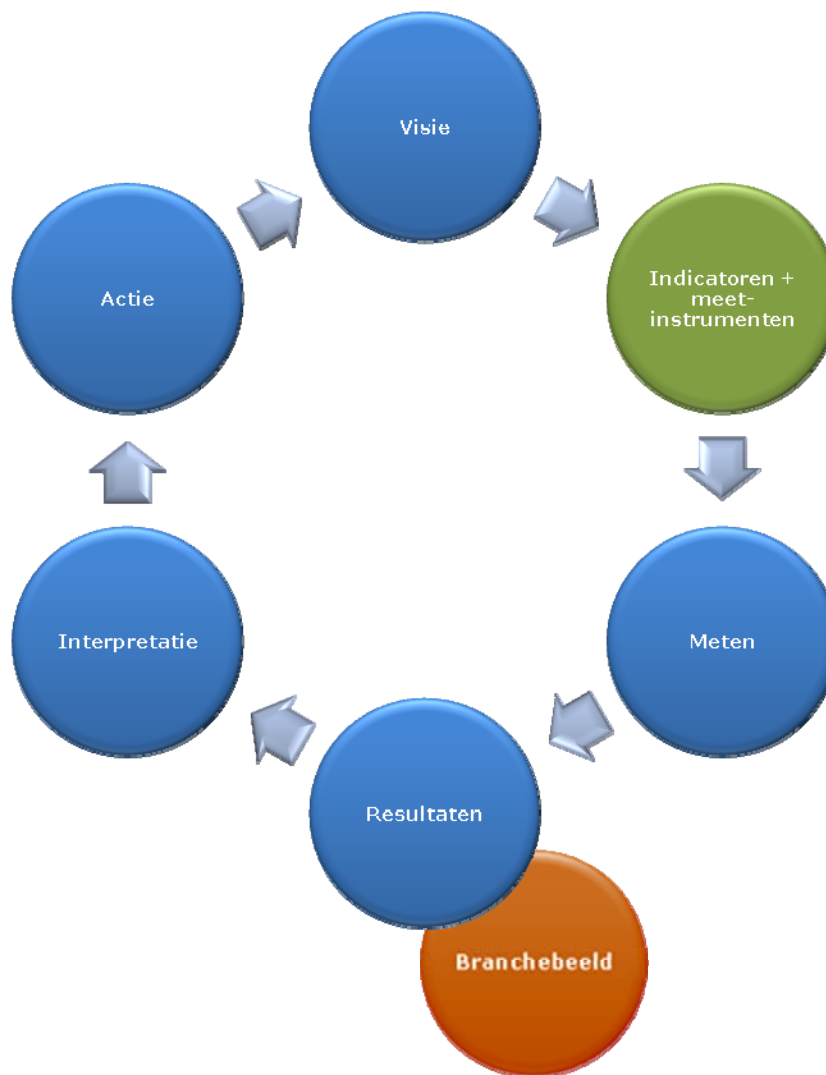 Visie
Indicatoren +
meet-
instrumenten
Meten
Resultaten
Branchebeeld
Interpretatie
Actie